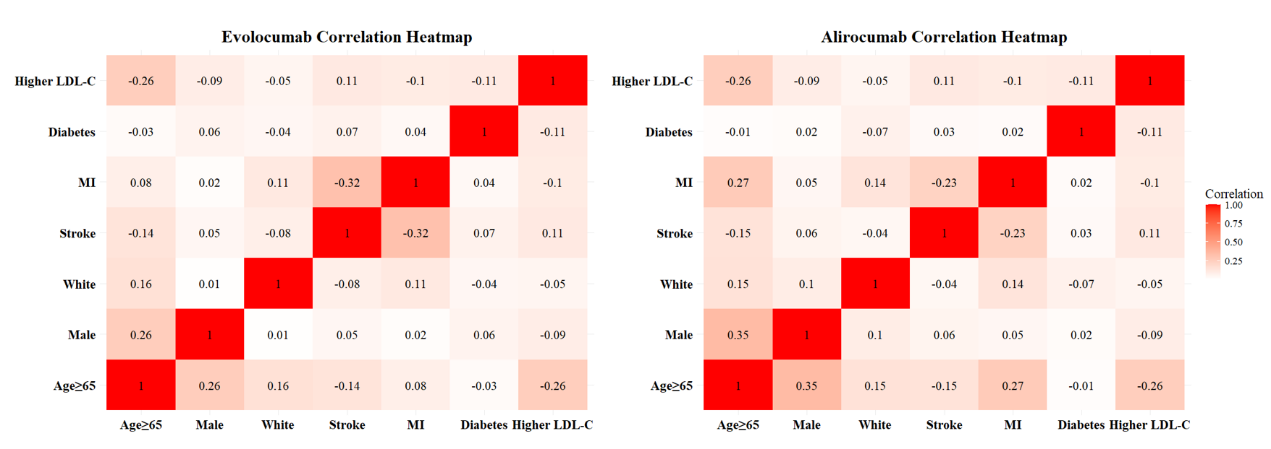 Evolocumab Correlation Heatmap
Higher LDL-C -0.26 -0.09 -0.05 0.11 -0.1 -0.11 1
Diabetes -0.03 0.06 -0.04 0.07 0.04 1 -0.11
MI 0.08 0.02 0.11 -0.32 1 0.04 -0.1
Stroke -0.14 0.05 -0.08 1 -0.32 0.07 0.11
White 0.16 0.01 1 -0.08 0.11 -0.04 -0.05
Male 0.26 1 0.01 0.05 0.02 0.06 -0.09
Age≥65 1 0.26 0.16 -0.14 0.08 -0.03 -0.26
Age≥65 Male White Stroke MI Diabetes Higher LDL-C
Alirocumab Correlation Heatmap
Higher LDL-C -0.26 -0.09 -0.05 0.11 -0.1 -0.11 1
Diabetes -0.01 0.02 -0.07 0.03 0.02 1 -0.11
MI 0.27 0.05 0.14 -0.23 1 0.02 -0.1
Stroke -0.15 0.06 -0.04 1 -0.23 0.03 0.11
White 0.15 0.1 1 -0.04 0.14 -0.07 -0.05
Male 0.35 1 0.1 0.06 0.05 0.02 -0.09
Age≥65 1 0.35 0.15 -0.15 0.27 -0.01 -0.26
Age≥65 Male White Stroke MI Diabetes Higher LDL-C
Correlation
1.00
0.75
0.50
0.25